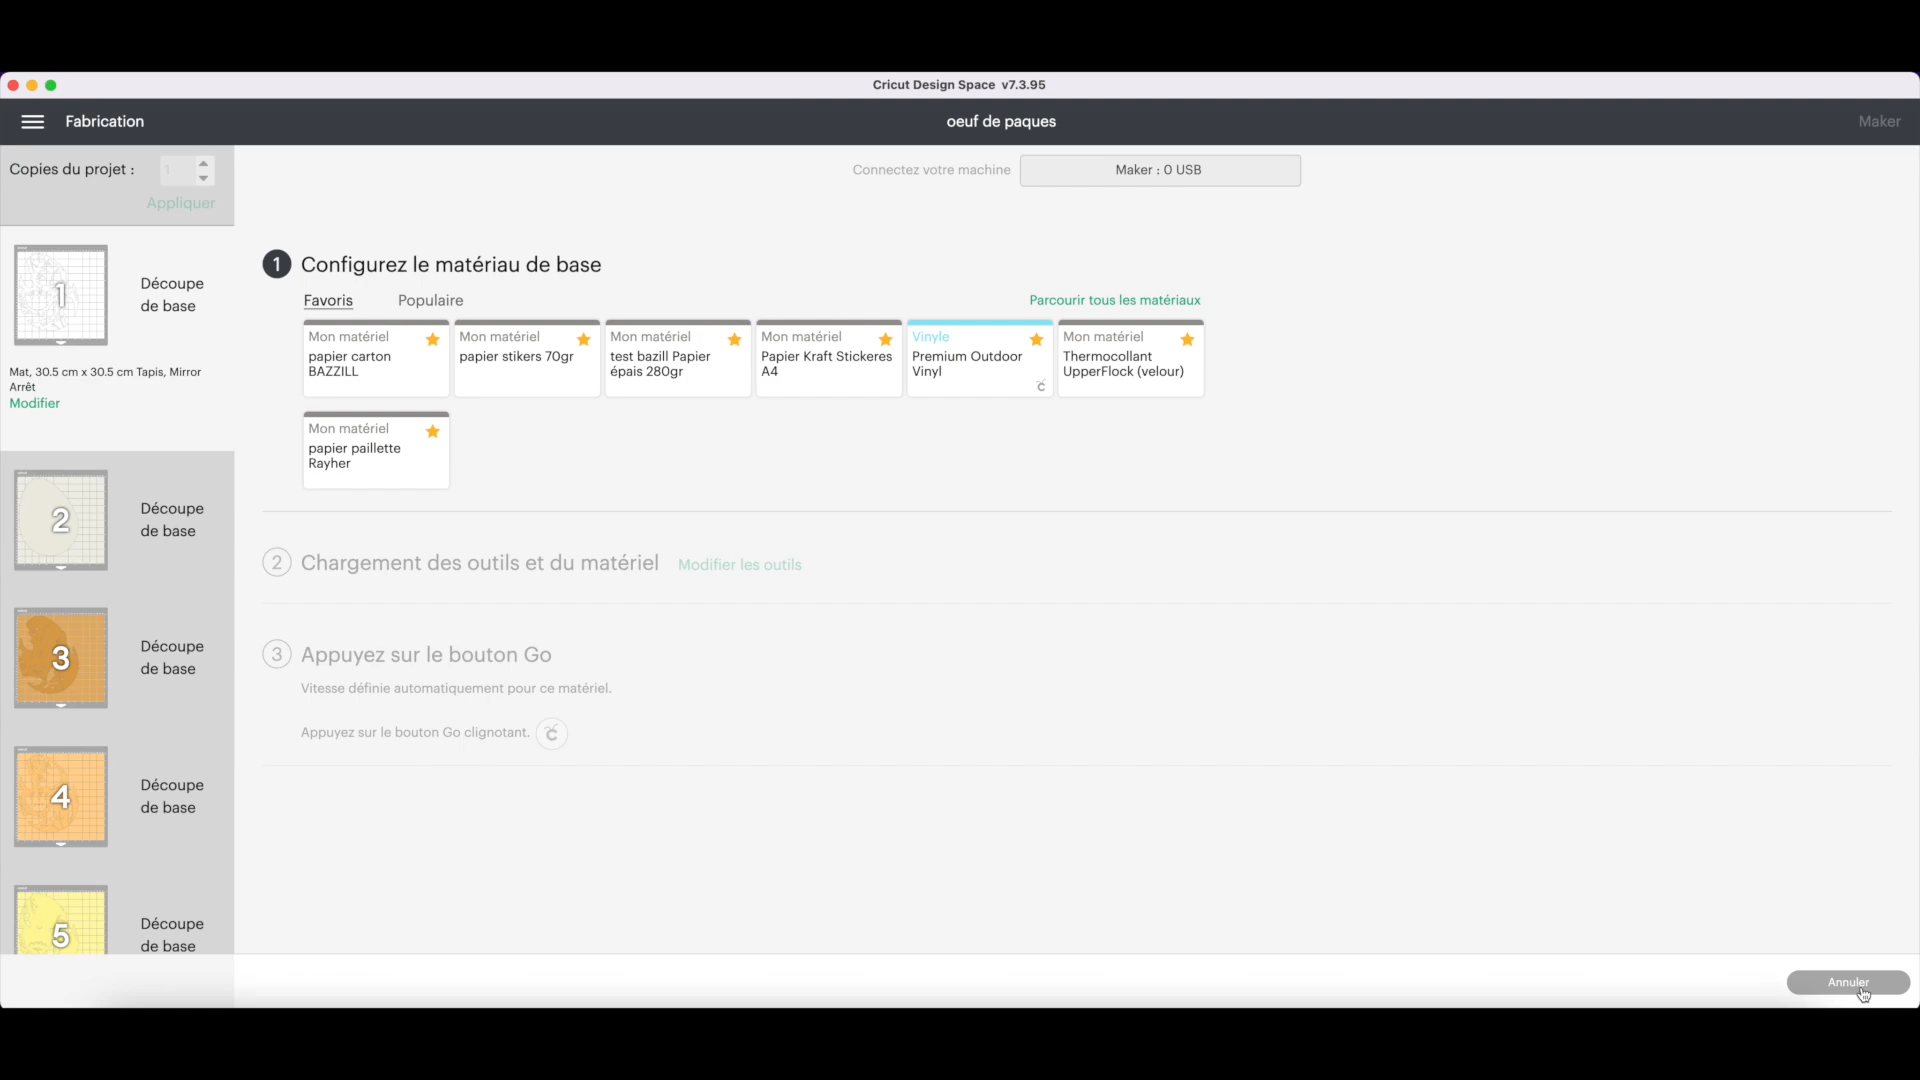 Cricut Design Space v7.3.95
Fabrication
oeuf de paques
Maker
Copies du projet :
1
Appliquer
Connectez votre machine
Maker : 0 USB
1
Découpe
de base
Mat, 30.5 cm x 30.5 cm Tapis, Mirror
Arrêt
Modifier
2
Découpe
de base
3
Découpe
de base
4
Découpe
de base
5
Découpe
de base
1 Configurez le matériau de base
Favoris
Populaire
Parcourir tous les matériaux
Mon matériel
papier carton
BAZZILL
Mon matériel
papier stikers 70gr
Mon matériel
test bazill Papier
épais 280gr
Mon matériel
Papier Kraft Stickeres
A4
Vinyle
Premium Outdoor
Vinyl
Mon matériel
Thermocollant
UpperFlock (velour)
Mon matériel
papier paillette
Rayher
2 Chargement des outils et du matériel Modifier les outils
3 Appuyez sur le bouton Go
Vitesse définie automatiquement pour ce matériel.
Appuyez sur le bouton Go clignotant.
Annuler